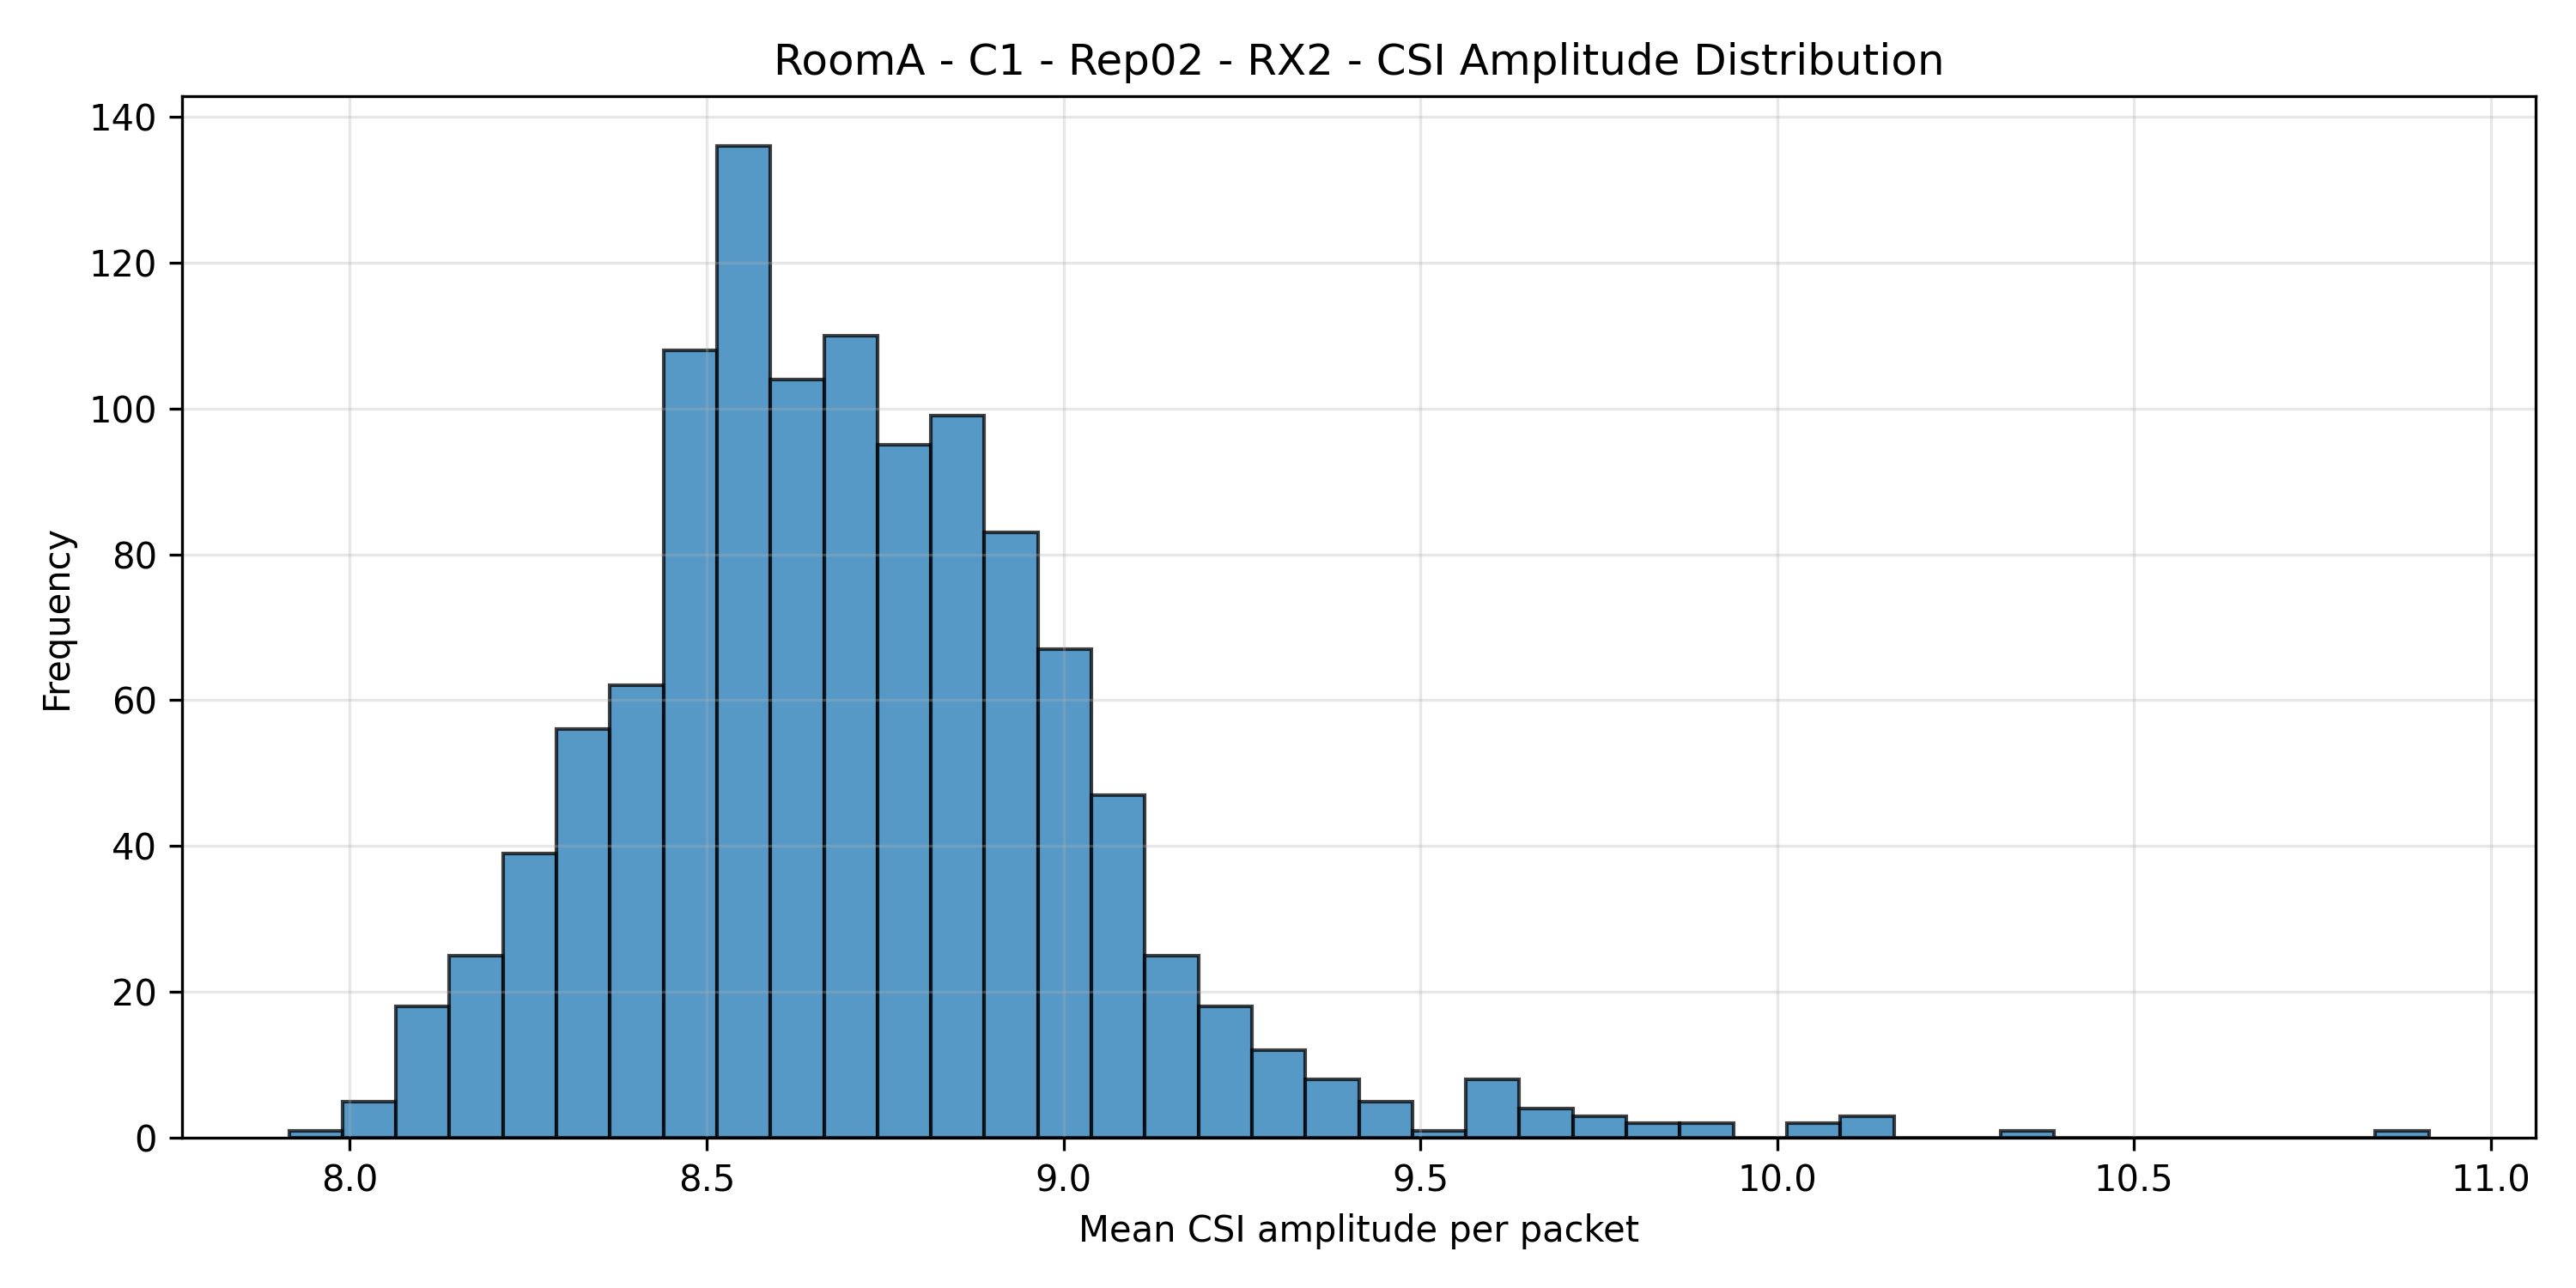 RoomA - C1 - Rep02 - RX2 - CSI Amplitude Distribution
140
120
100
80
60
40
20
0
Frequency
8.0 8.5 9.0 9.5 10.0 10.5 11.0
Mean CSI amplitude per packet